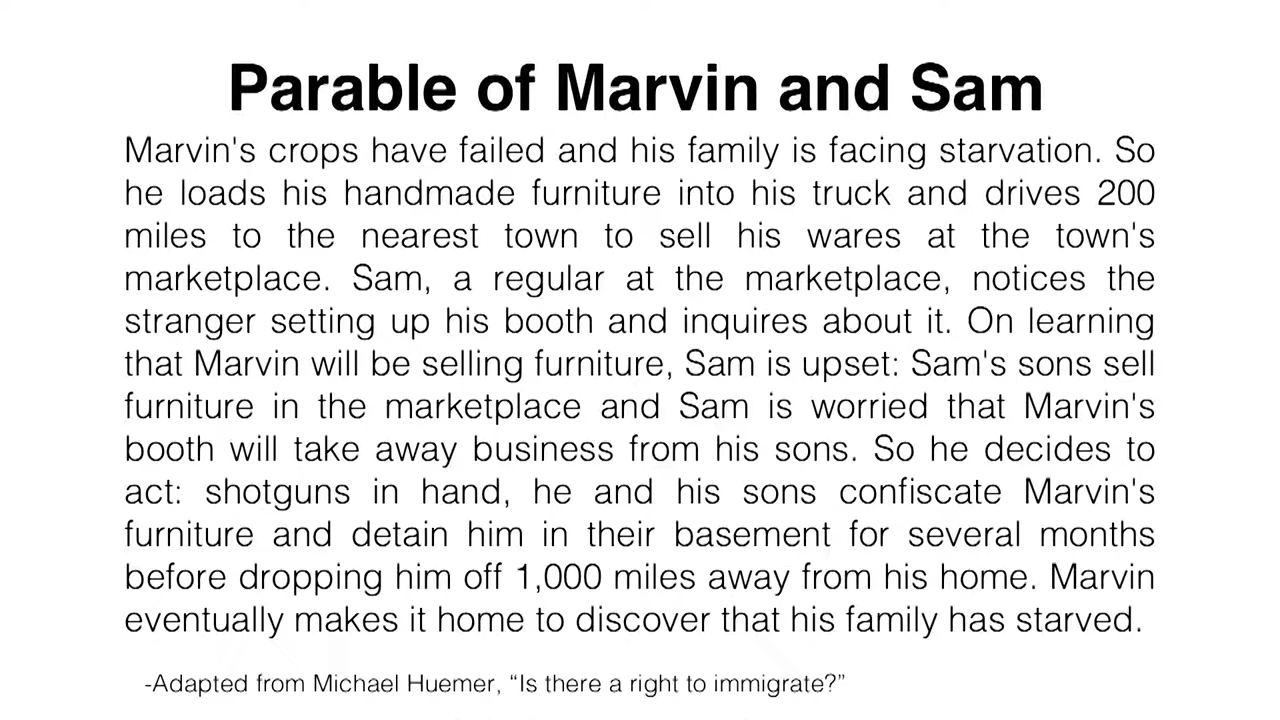 Parable of Marvin and Sam
Marvin's crops have failed and his family is facing starvation. So
he loads his handmade furniture into his truck and drives 200
miles to the nearest town to sell his wares at the town's
marketplace. Sam, a regular at the marketplace, notices the
stranger setting up his booth and inquires about it. On learning
that Marvin will be selling furniture, Sam is upset: Sam's sons sell
furniture in the marketplace and Sam is worried that Marvin's
booth will take away business from his sons. So he decides to
act: shotguns in hand, he and his sons confiscate Marvin's
furniture and detain him in their basement for several months
before dropping him off 1,000 miles away from his home. Marvin
eventually makes it home to discover that his family has starved.
-Adapted from Michael Huemer, “Is there a right to immigrate?”